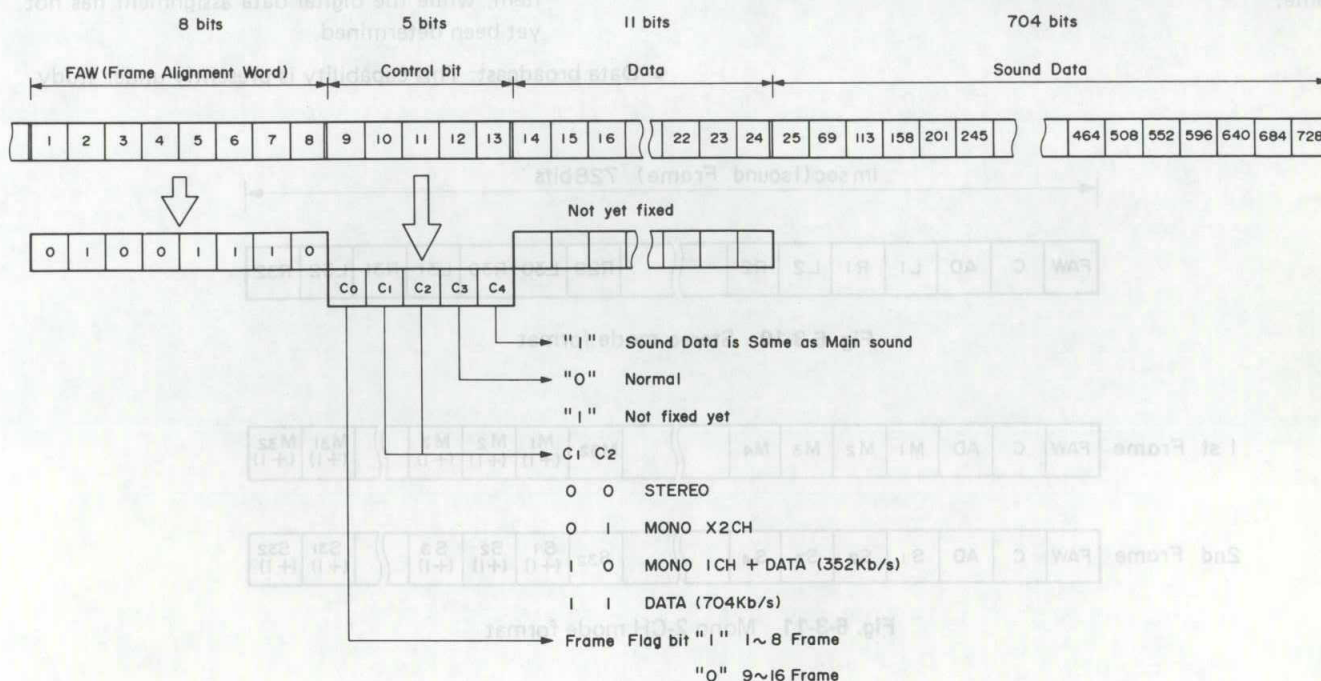 8 bits 5 bits 11 bits 704 bits
FAW (Frame Alignment Word) Control bit Data Sound Data
1 2 3 4 5 6 7 8 9 10 11 12 13 14 15 16 22 23 24 25 69 113 158 201 245 464 508 552 596 640 684 728
Not yet fixed
0 1 0 0 1 1 1 0
C0 C1 C2 C3 C4
"1" Sound Data is Same as Main sound
"0" Normal
"1" Not fixed yet
C1 C2
0 0 STEREO
0 1 MONO X2CH
1 0 MONO 1CH + DATA (352Kb/s)
1 1 DATA (704Kb/s)
Frame Flag bit "1" 1~8 Frame
"0" 9~16 Frame